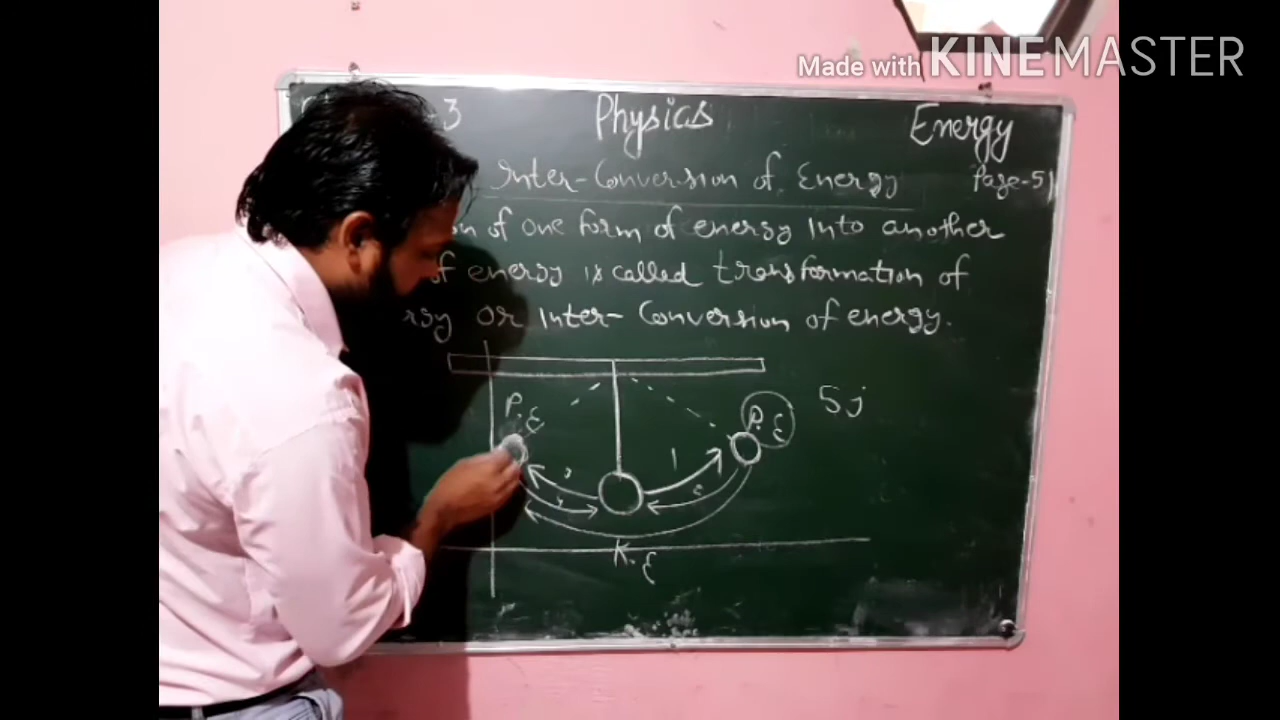 Made with KINEMASTER
-3 Physics Energy
Inter-Conversion of Energy Page-51
on of one form of energy into another
of energy is called transformation of
rgy or Inter-Conversion of energy.
P.E P.E 5j
1
K.E